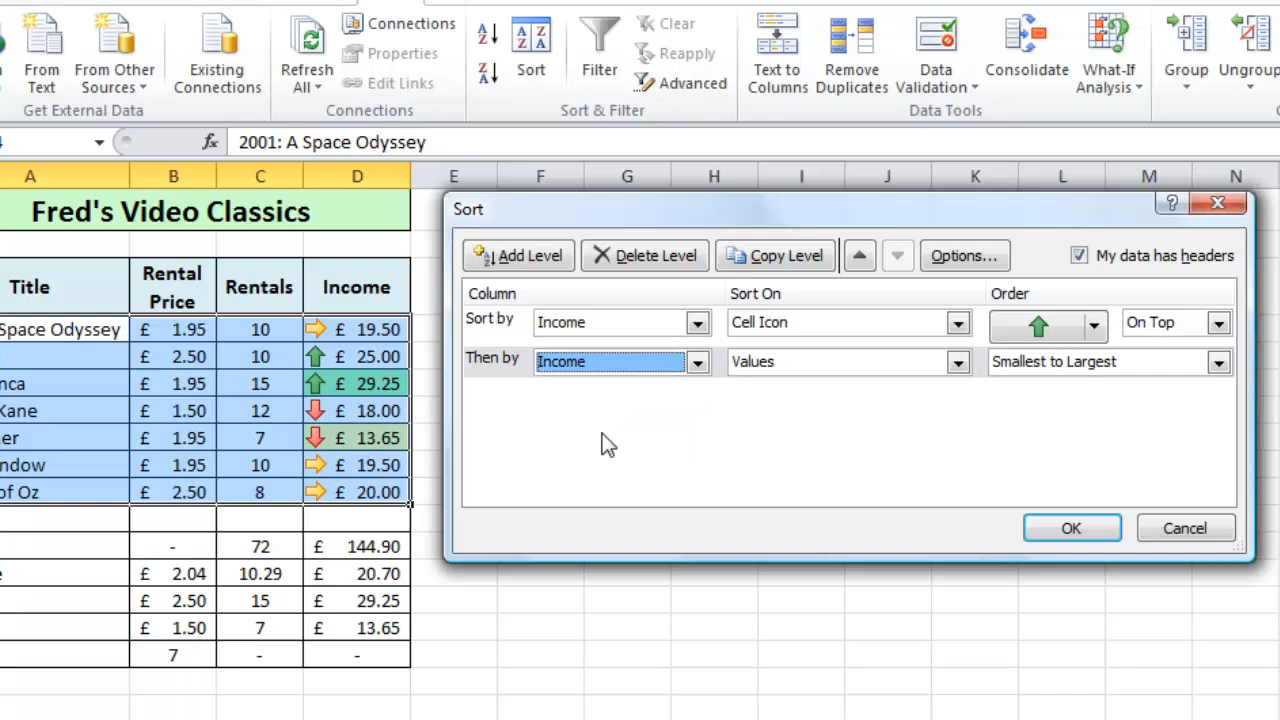 Connections
Properties
Edit Links
From Text
From Other Sources
Existing Connections
Refresh All
Sort
Filter
Clear
Reapply
Advanced
Text to Columns
Remove Duplicates
Data Validation
Consolidate
What-If Analysis
Group
Ungroup
Get External Data
Connections
Sort & Filter
Data Tools
fx 2001: A Space Odyssey
A B C D E F G H I J K L M N
Fred's Video Classics
Title Rental Price Rentals Income
Space Odyssey £ 1.95 10 £ 19.50
£ 2.50 10 £ 25.00
nca £ 1.95 15 £ 29.25
Kane £ 1.50 12 £ 18.00
er £ 1.95 7 £ 13.65
ndow £ 1.95 10 £ 19.50
of Oz £ 2.50 8 £ 20.00
- 72 £ 144.90
e £ 2.04 10.29 £ 20.70
£ 2.50 15 £ 29.25
£ 1.50 7 £ 13.65
7 - -
Sort
?
Add Level
Delete Level
Copy Level
Options...
My data has headers
Column Sort On Order
Sort by Income Cell Icon On Top
Then by Income Values Smallest to Largest
OK
Cancel